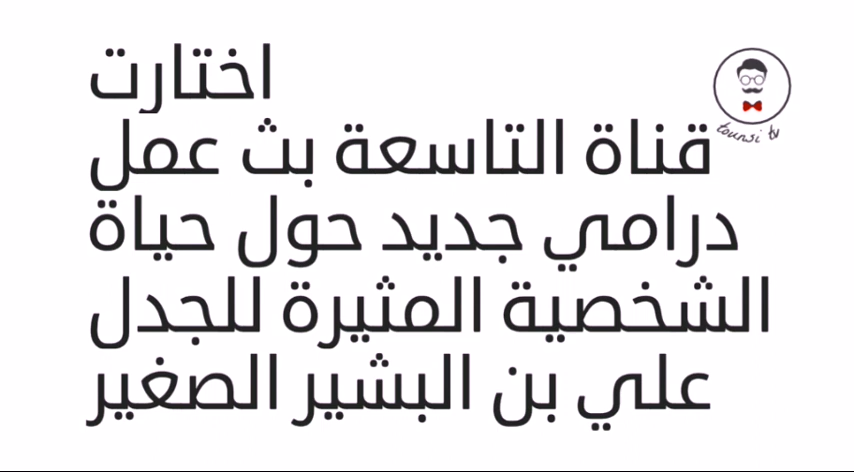 اختارت
قناة التاسعة بث عمل
درامي جديد حول حياة
الشخصية المثيرة للجدل
علي بن البشير الصغير
tounsi tv